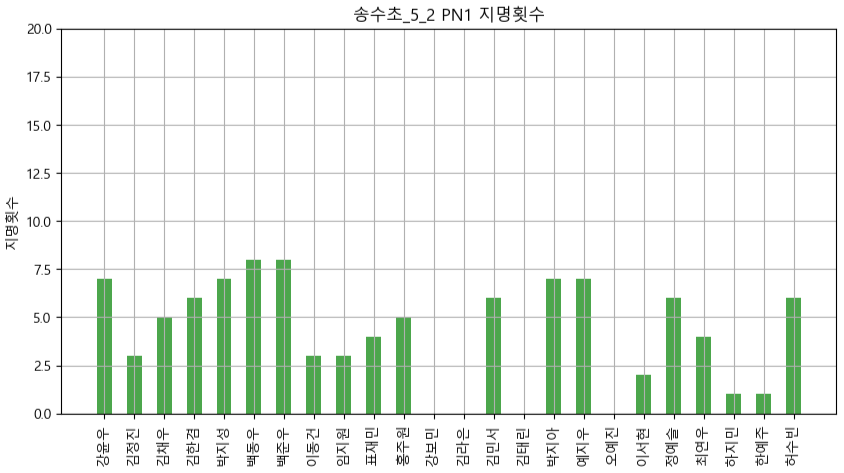 송수초_5_2 PN1 지명횟수
지명횟수
20.0
17.5
15.0
12.5
10.0
7.5
5.0
2.5
0.0
강윤우
김정진
김채우
김한겸
박지성
백동우
백준우
이동건
임지원
표재민
홍주원
강보민
김라은
김민서
김태린
박지아
예지우
오예진
이서현
정예슬
최연우
하지민
한예주
허수빈